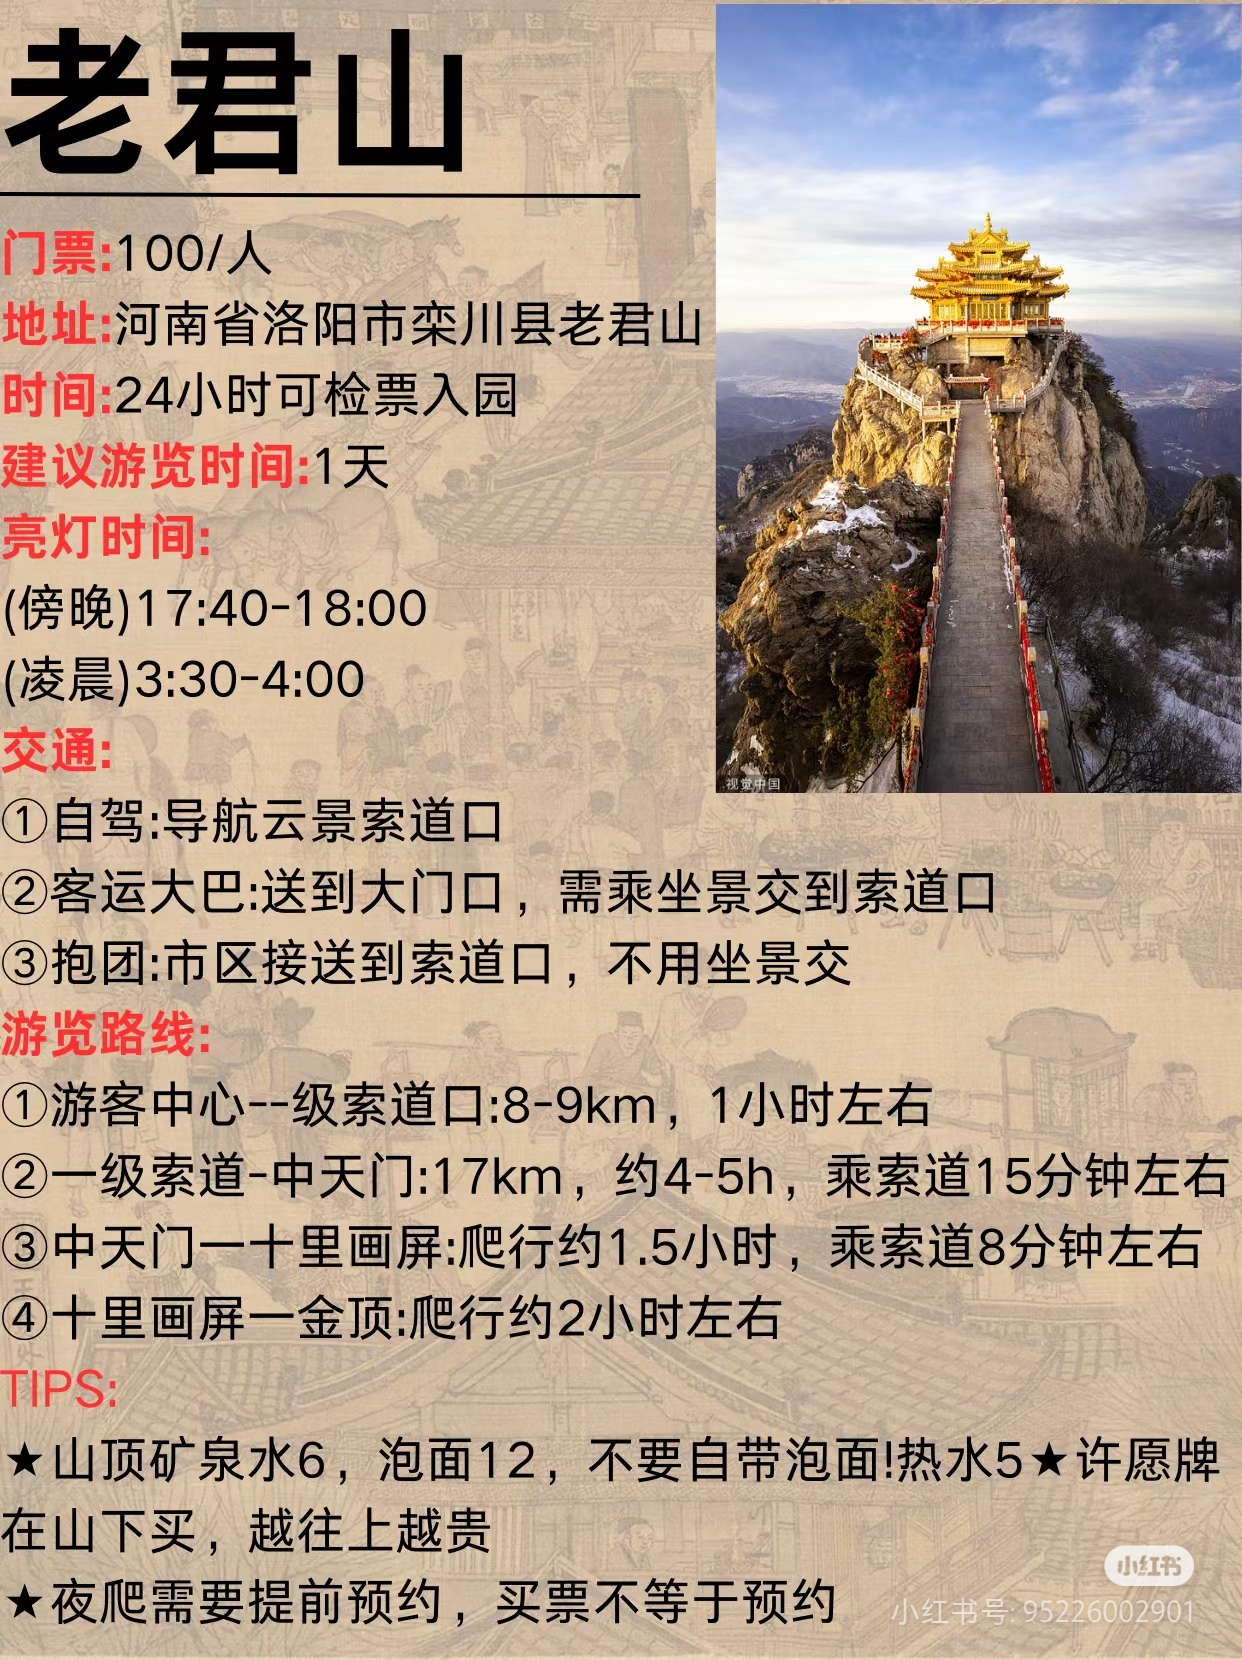 老君山
门票:100/人
地址:河南省洛阳市栾川县老君山
时间:24小时可检票入园
建议游览时间:1天
亮灯时间:
(傍晚)17:40-18:00
(凌晨)3:30-4:00
视觉中国
交通:
①自驾:导航云景索道口
②客运大巴:送到大门口，需乘坐景交到索道口
③抱团:市区接送到索道口，不用坐景交
游览路线:
①游客中心--级索道口:8-9km，1小时左右
②一级索道-中天门:17km，约4-5h，乘索道15分钟左右
③中天门一十里画屏:爬行约1.5小时，乘索道8分钟左右
④十里画屏一金顶:爬行约2小时左右
TIPS:
★山顶矿泉水6，泡面12，不要自带泡面!热水5★许愿牌
在山下买，越往上越贵
★夜爬需要提前预约，买票不等于预约
小红书
小红书号:95226002901